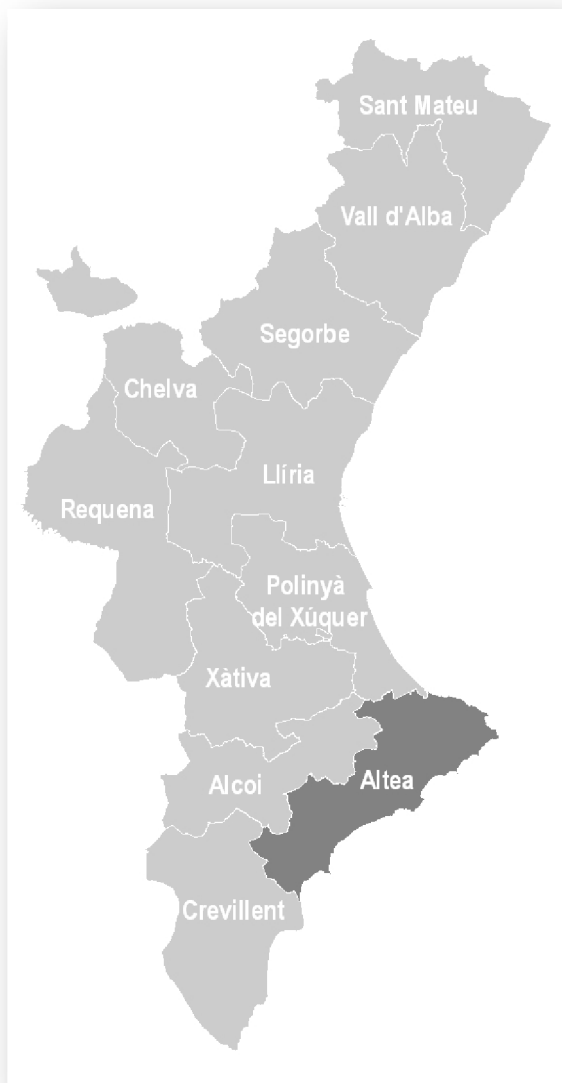 Sant Mateu
Vall d'Alba
Segorbe
Chelva
Llíria
Requena
Polinyà
del Xúquer
Xàtiva
Alcoi
Altea
Crevillent